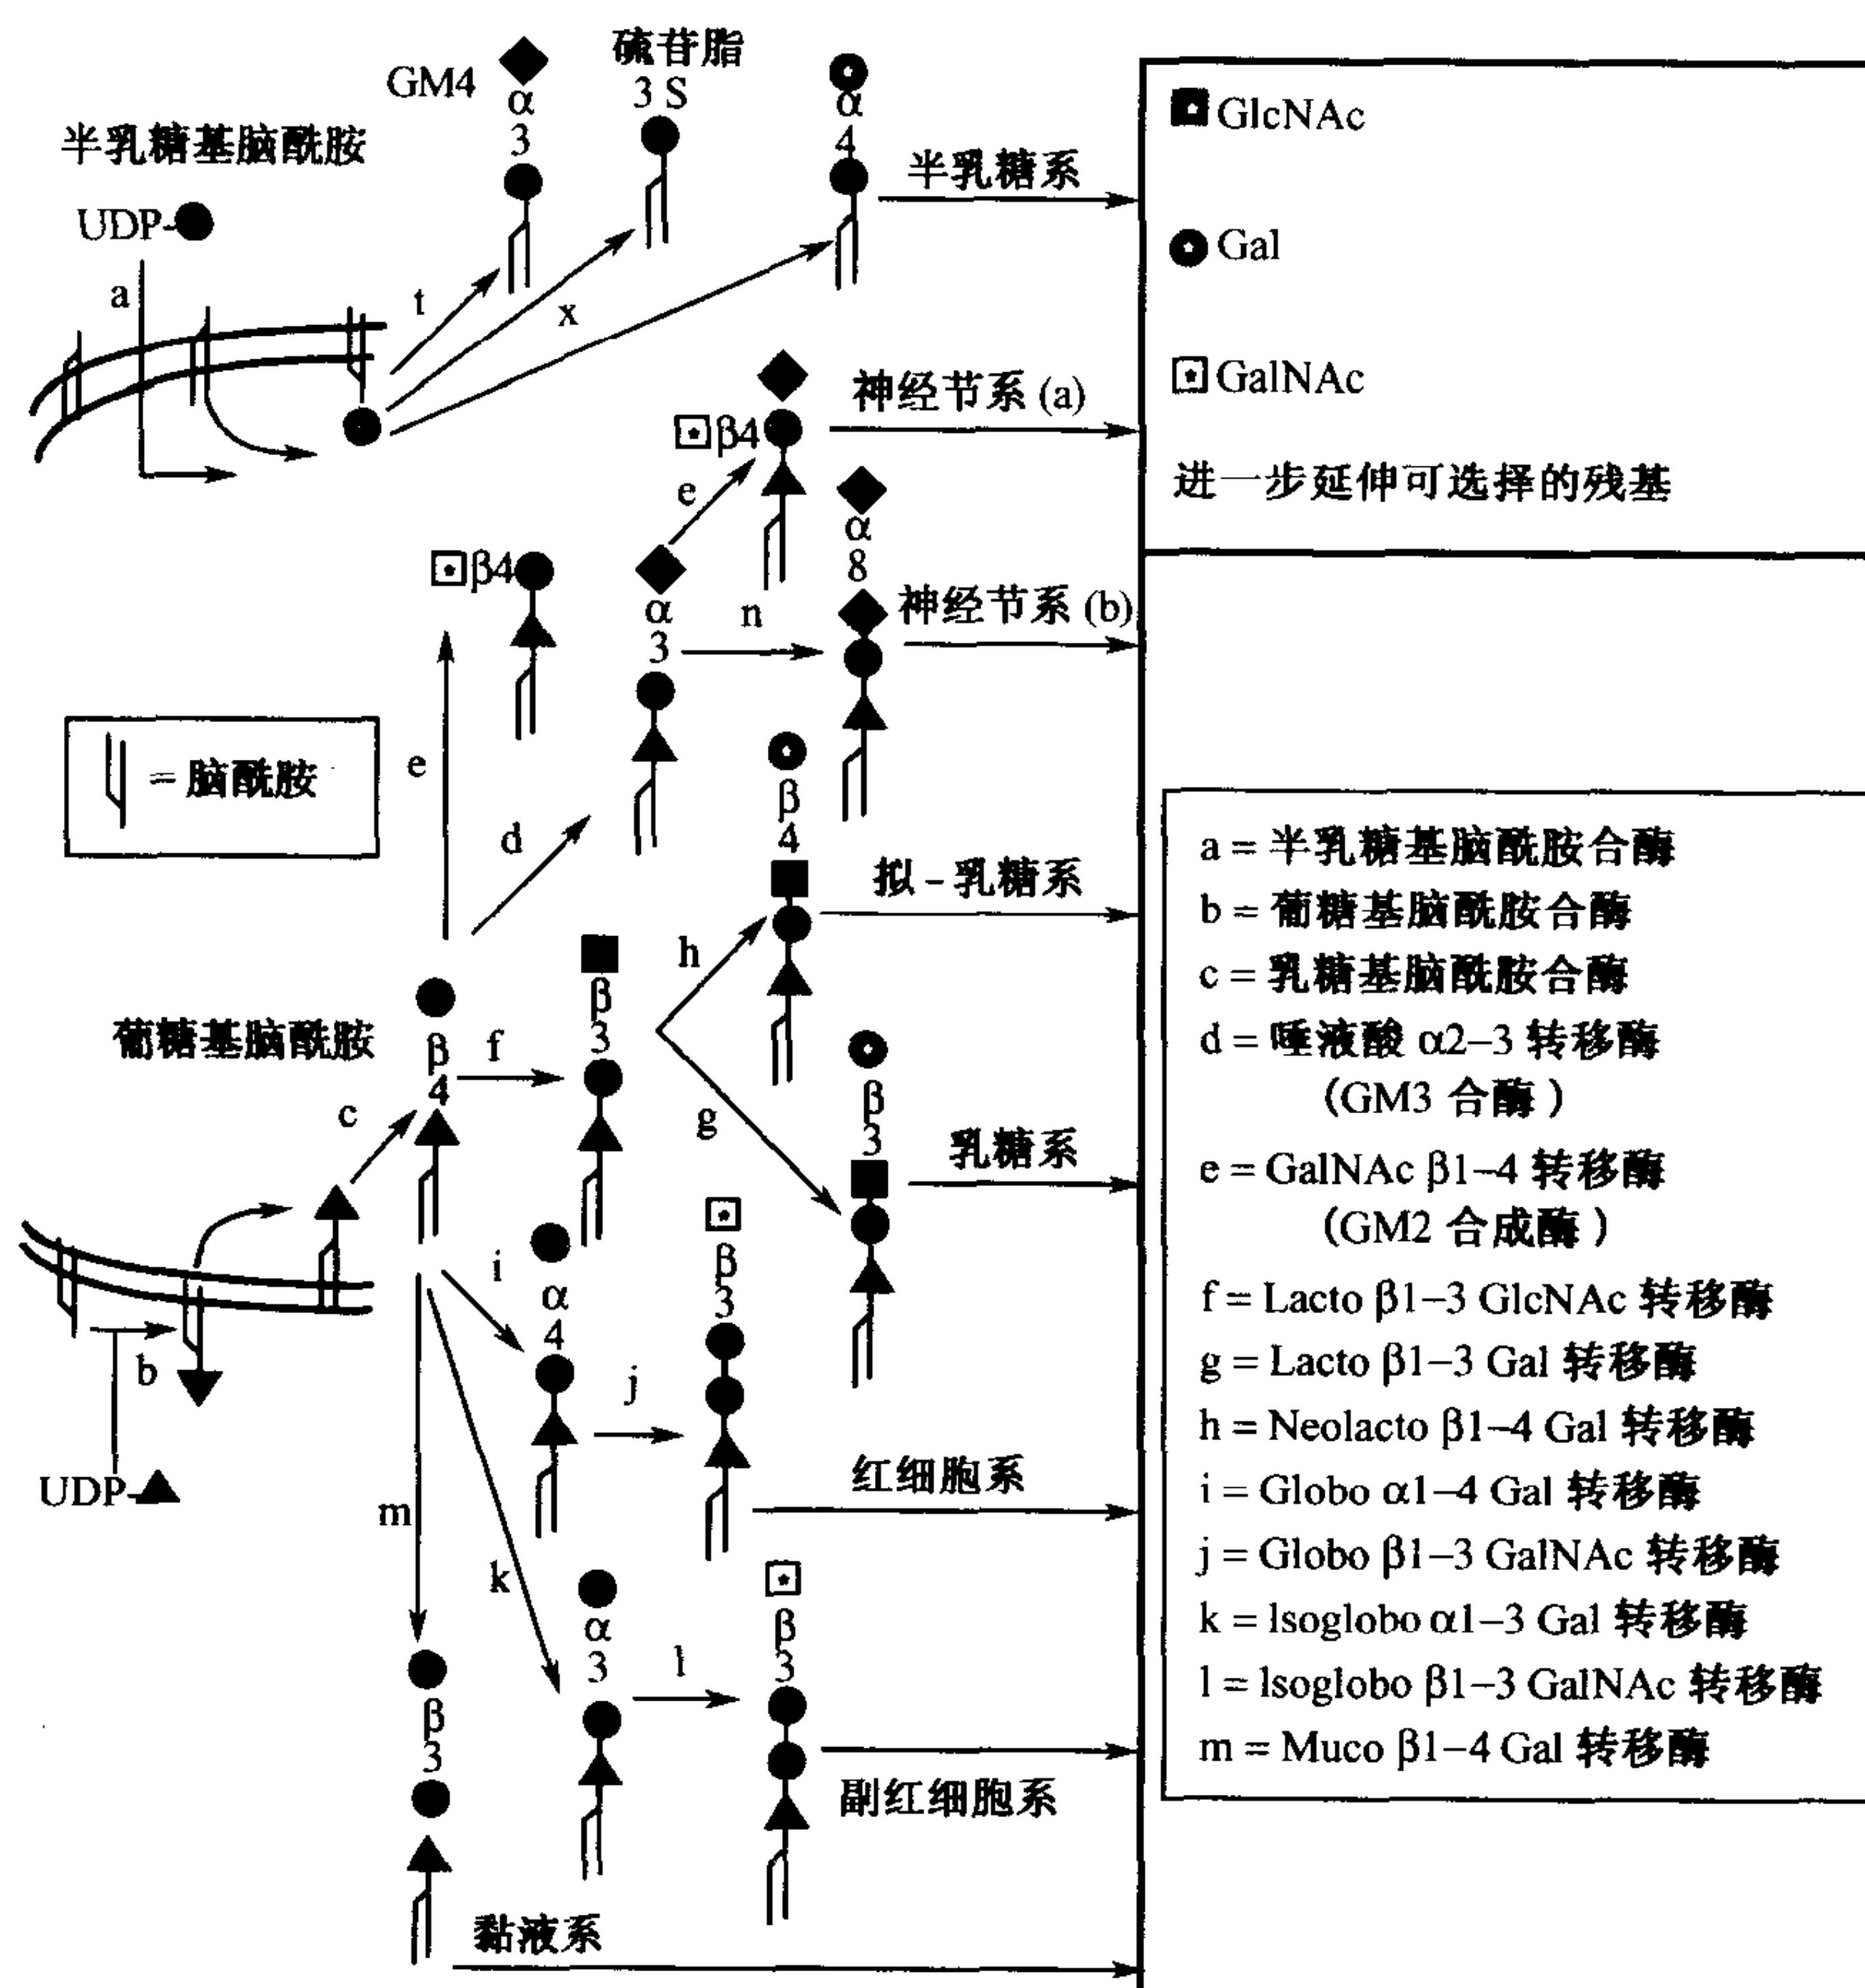 硫苷脂
GM4
α
3 S
α
3
4
半乳糖基脑酰胺
半乳糖系
UDP-
a
t
x
神经节系 (a)
β4
e
α
8
β4
α
3
n
神经节系 (b)
e
= 脑酰胺
d
β
4
拟-乳糖系
h
β
3
葡糖基脑酰胺
β
4
f
c
g
β
3
乳糖系
i
α
4
β
3
b
j
UDP-
m
红细胞系
k
α
3
β
3
l
β
3
副红细胞系
黏液系
GlcNAc
Gal
GalNAc
进一步延伸可选择的残基
a = 半乳糖基脑酰胺合酶
b = 葡糖基脑酰胺合酶
c = 乳糖基脑酰胺合酶
d = 唾液酸 α2–3 转移酶
(GM3 合酶)
e = GalNAc β1–4 转移酶
(GM2 合成酶)
f = Lacto β1–3 GlcNAc 转移酶
g = Lacto β1–3 Gal 转移酶
h = Neolacto β1–4 Gal 转移酶
i = Globo α1–4 Gal 转移酶
j = Globo β1–3 GalNAc 转移酶
k = Isoglobo α1–3 Gal 转移酶
l = Isoglobo β1–3 GalNAc 转移酶
m = Muco β1–4 Gal 转移酶